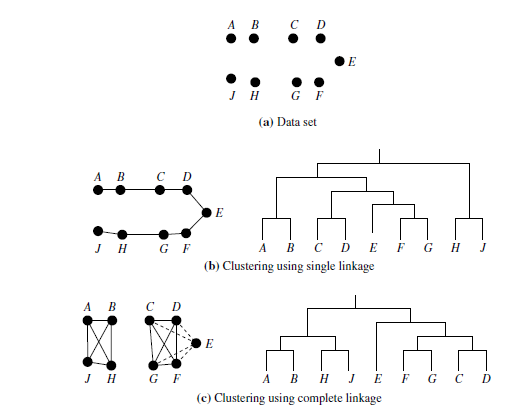 A B C D
E
J H G F
(a) Data set
A B C D
E
J H G F
A B C D E F G H J
(b) Clustering using single linkage
A B C D
E
J H G F
A B H J E F G C D
(c) Clustering using complete linkage